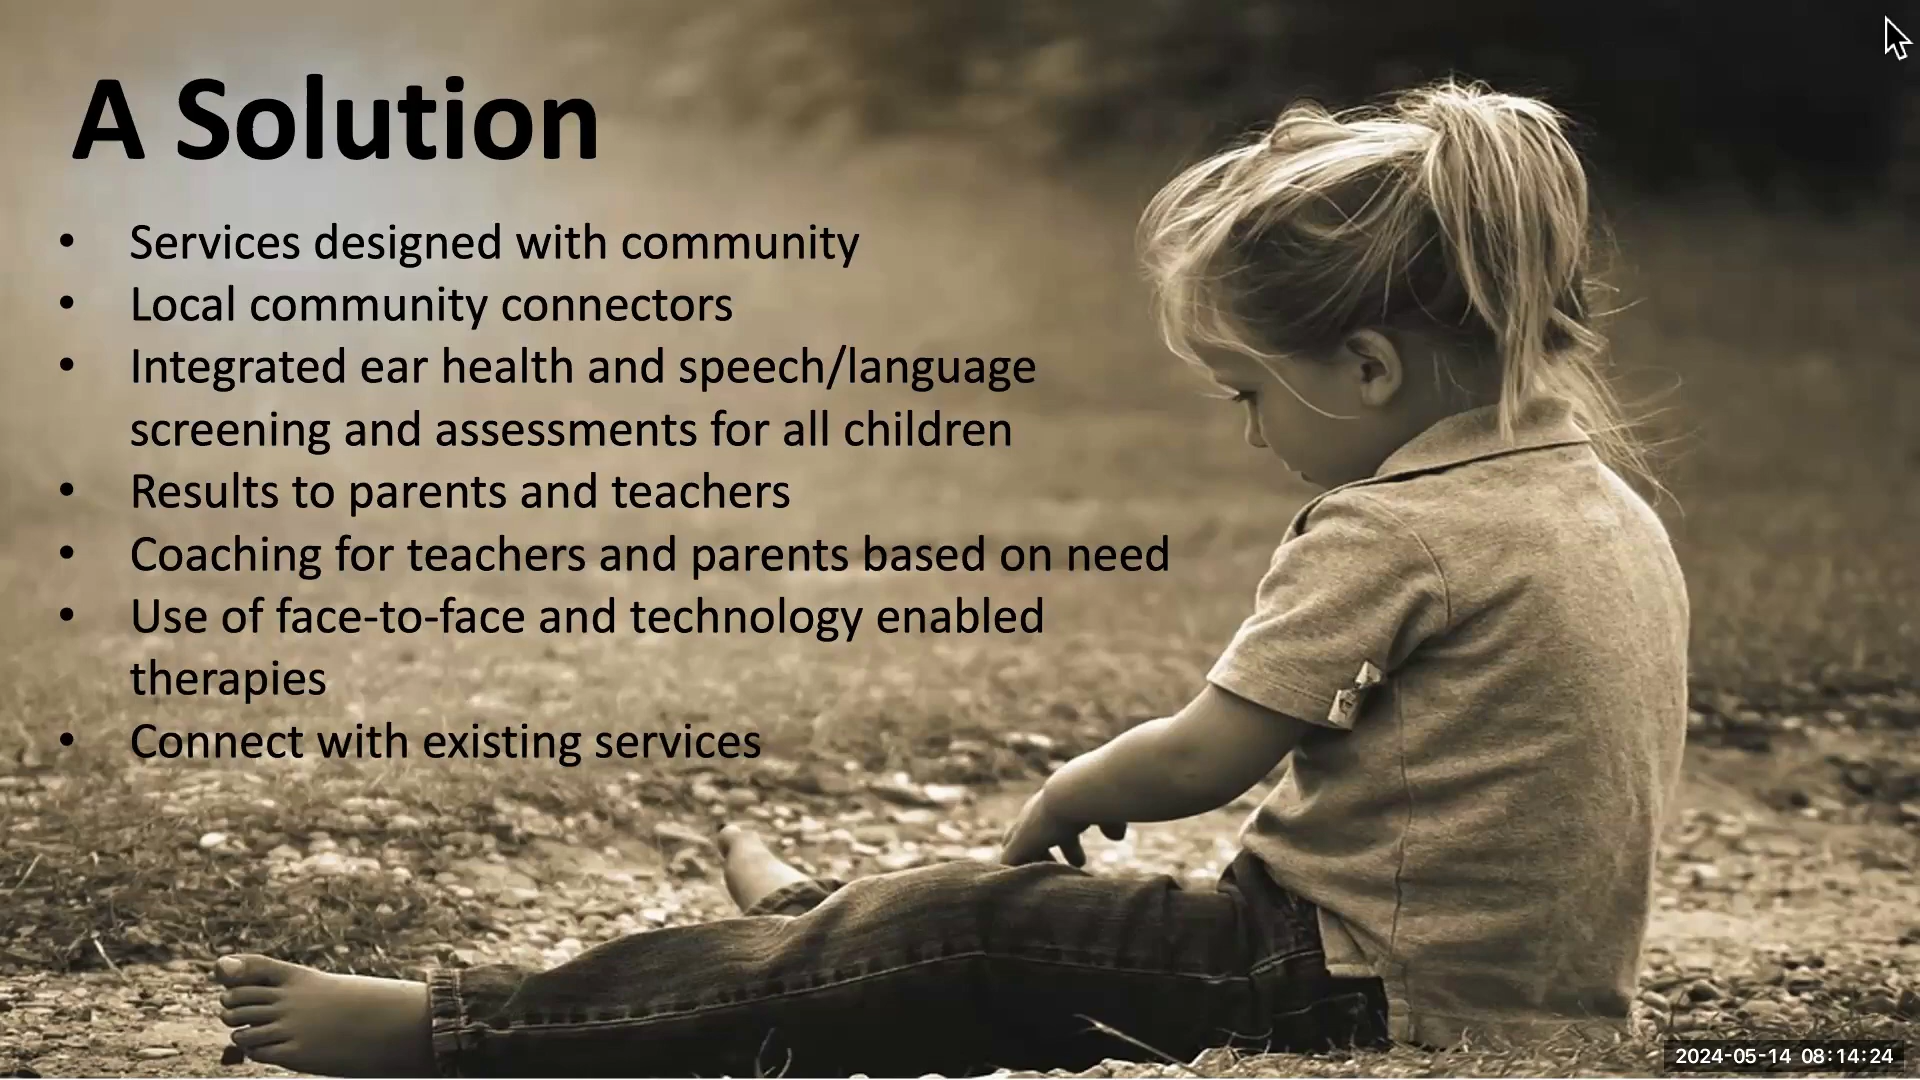 A Solution
• Services designed with community
• Local community connectors
• Integrated ear health and speech/language
screening and assessments for all children
• Results to parents and teachers
• Coaching for teachers and parents based on need
• Use of face-to-face and technology enabled
therapies
• Connect with existing services
2024-05-14 08:14:24